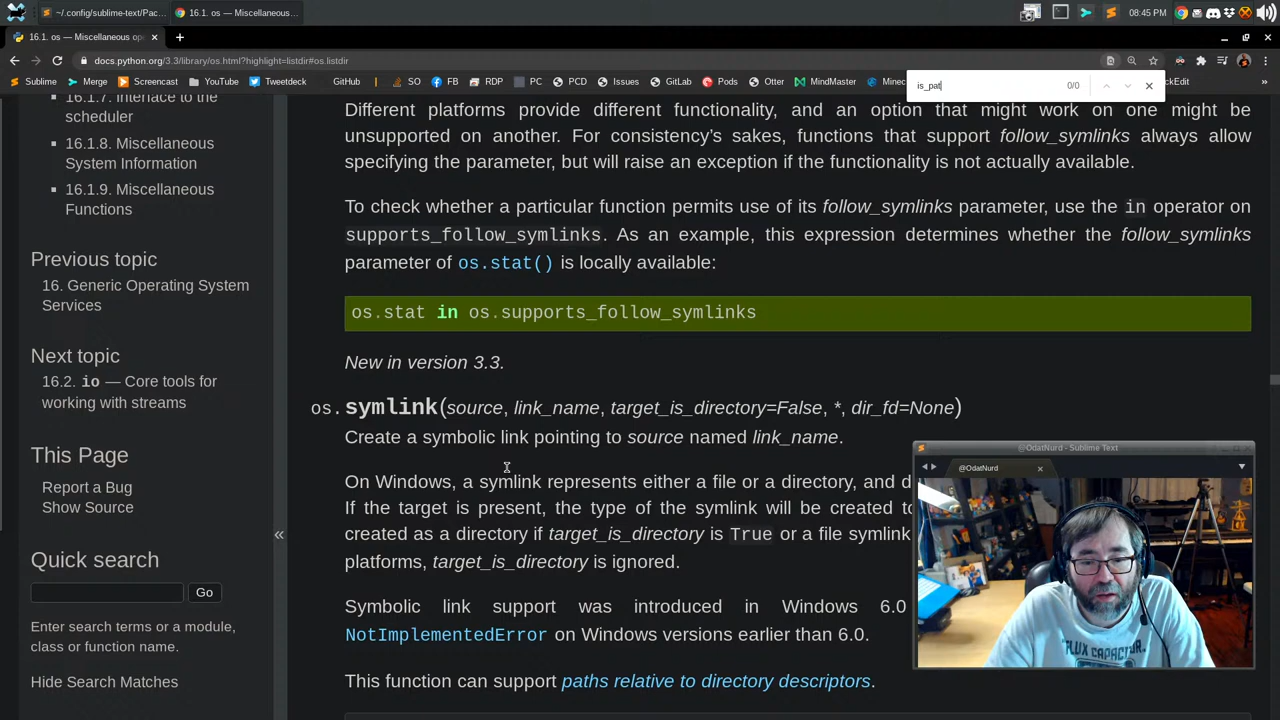 ~/.config/sublime-text/Pac...
16.1. os — Miscellaneous...
08:45 PM
16.1. os — Miscellaneous ope
docs.python.org/3.3/library/os.html?highlight=listdir#os.listdir
Sublime
Merge
Screencast
YouTube
Tweetdeck
GitHub
SO
FB
RDP
PC
PCD
Issues
GitLab
Pods
Otter
MindMaster
Minec
ckEdit
is_pat
0/0
16.1.7. Interface to the
scheduler
16.1.8. Miscellaneous
System Information
16.1.9. Miscellaneous
Functions
Previous topic
16. Generic Operating System
Services
Next topic
16.2. io — Core tools for
working with streams
This Page
Report a Bug
Show Source
«
Quick search
Go
Enter search terms or a module,
class or function name.
Hide Search Matches
Different platforms provide different functionality, and an option that might work on one might be
unsupported on another. For consistency's sakes, functions that support follow_symlinks always allow
specifying the parameter, but will raise an exception if the functionality is not actually available.
To check whether a particular function permits use of its follow_symlinks parameter, use the in operator on
supports_follow_symlinks. As an example, this expression determines whether the follow_symlinks
parameter of os.stat() is locally available:
os.stat in os.supports_follow_symlinks
New in version 3.3.
os.symlink(source, link_name, target_is_directory=False, *, dir_fd=None)
Create a symbolic link pointing to source named link_name.
On Windows, a symlink represents either a file or a directory, and d
If the target is present, the type of the symlink will be created to
created as a directory if target_is_directory is True or a file symlink
platforms, target_is_directory is ignored.
Symbolic link support was introduced in Windows 6.0
NotImplementedError on Windows versions earlier than 6.0.
This function can support paths relative to directory descriptors.
@OdatNurd - Sublime Text
@OdatNurd
FLUX CAPACITOR